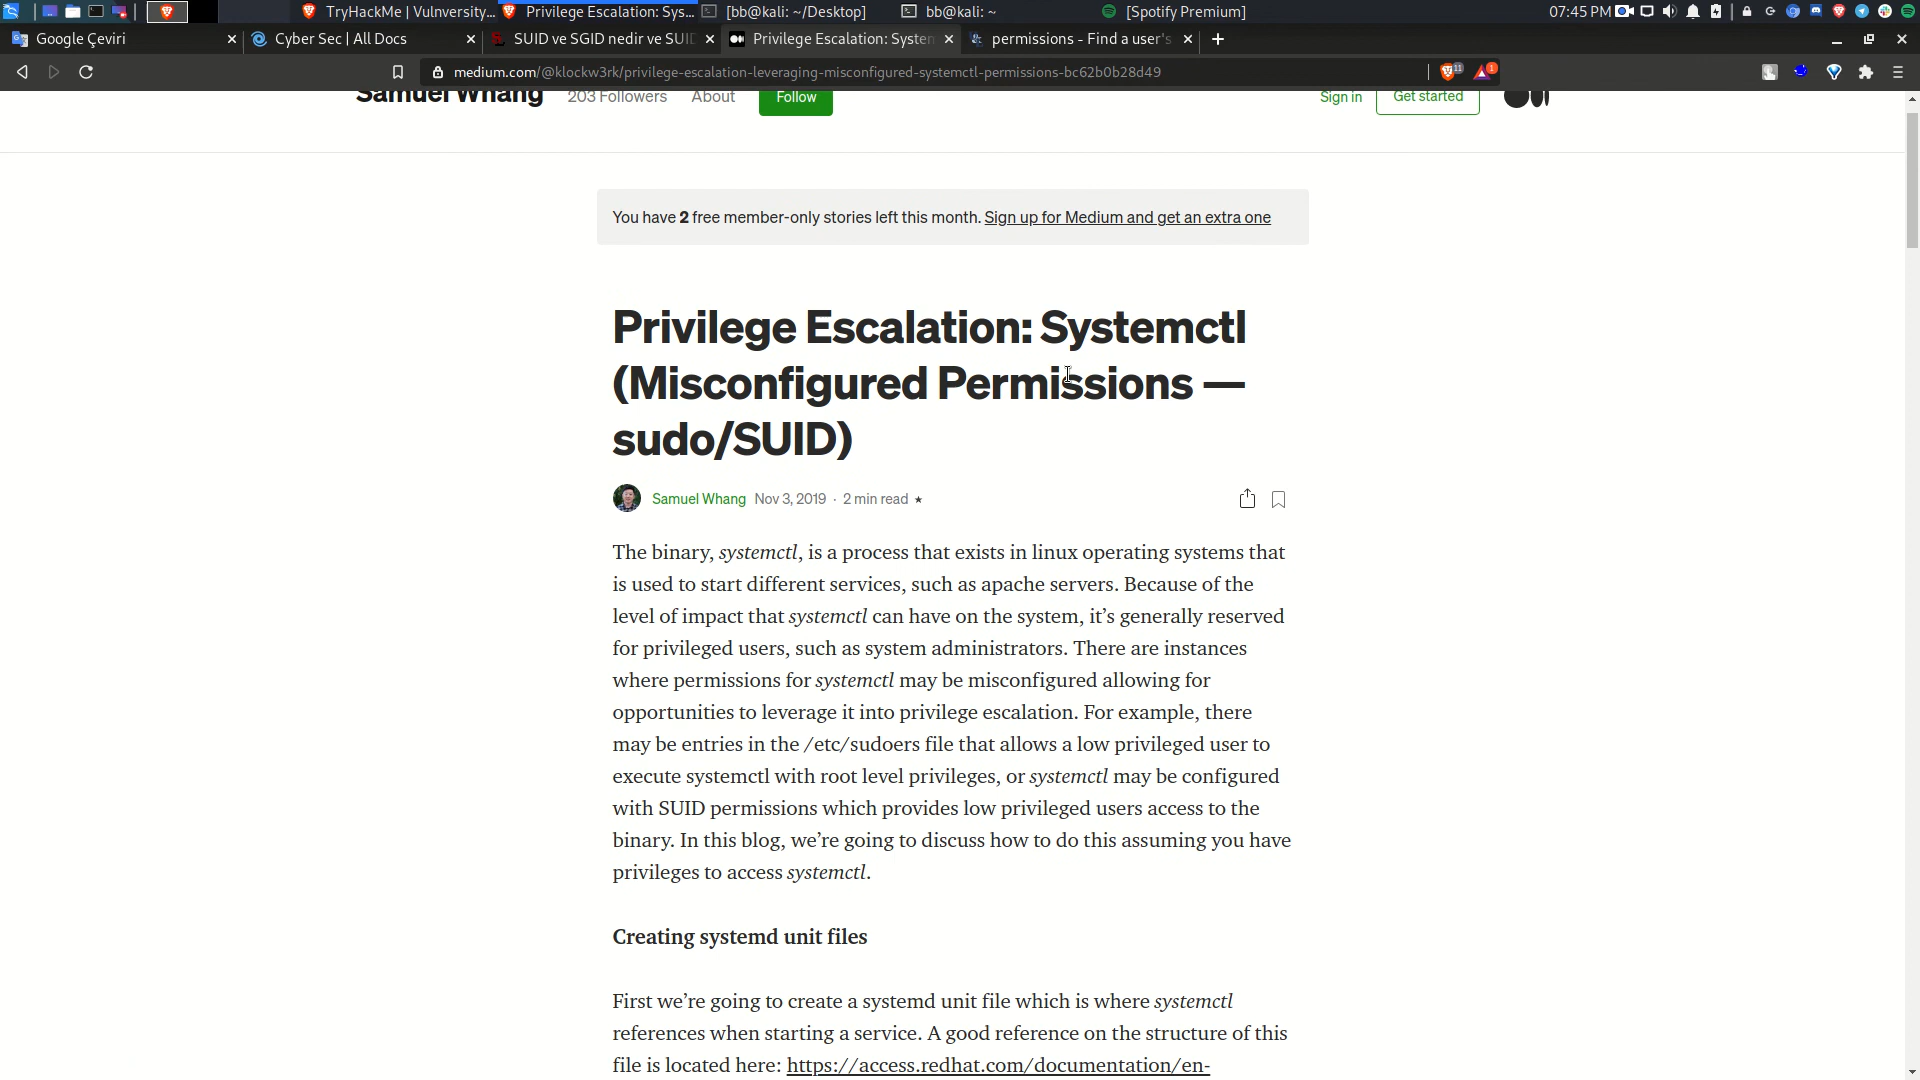 TryHackMe | Vulnversity... Privilege Escalation: Sys... [bb@kali: ~/Desktop] bb@kali: ~ [Spotify Premium] 07:45 PM
Google Çeviri Cyber Sec | All Docs SUID ve SGID nedir ve SUI Privilege Escalation: System permissions - Find a user's
medium.com/@klockw3rk/privilege-escalation-leveraging-misconfigured-systemctl-permissions-bc62b0b28d49 11 1
Samuel Whang 203 Followers About Follow Sign in Get started
You have 2 free member-only stories left this month. Sign up for Medium and get an extra one
Privilege Escalation: Systemctl
(Misconfigured Permissions —
sudo/SUID)
Samuel Whang Nov 3, 2019 · 2 min read ★
The binary, systemctl, is a process that exists in linux operating systems that
is used to start different services, such as apache servers. Because of the
level of impact that systemctl can have on the system, it’s generally reserved
for privileged users, such as system administrators. There are instances
where permissions for systemctl may be misconfigured allowing for
opportunities to leverage it into privilege escalation. For example, there
may be entries in the /etc/sudoers file that allows a low privileged user to
execute systemctl with root level privileges, or systemctl may be configured
with SUID permissions which provides low privileged users access to the
binary. In this blog, we’re going to discuss how to do this assuming you have
privileges to access systemctl.
Creating systemd unit files
First we’re going to create a systemd unit file which is where systemctl
references when starting a service. A good reference on the structure of this
file is located here: https://access.redhat.com/documentation/en-